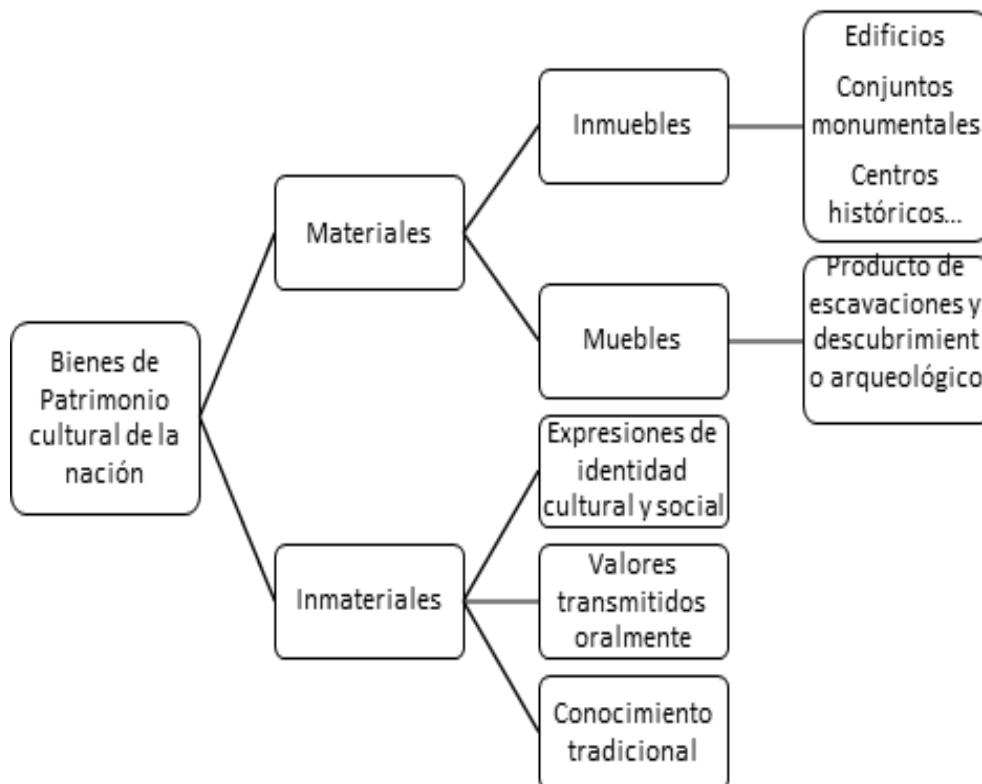 Bienes de
Patrimonio
cultural de la
nación
Materiales
Inmuebles
Edificios
Conjuntos
monumentales
Centros
históricos...
Muebles
Producto de
escavaciones y
descubrimient
o arqueológico
Inmateriales
Expresiones de
identidad
cultural y social
Valores
transmitidos
oralmente
Conocimiento
tradicional